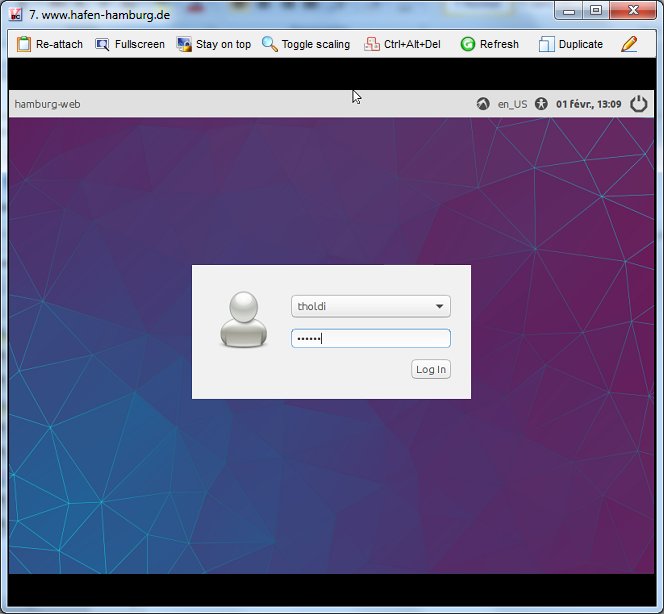 7. www.hafen-hamburg.de
Re-attach Fullscreen Stay on top Toggle scaling Ctrl+Alt+Del Refresh Duplicate
hamburg-web en_US 01 févr., 13:09
tholdi
••••••
Log In